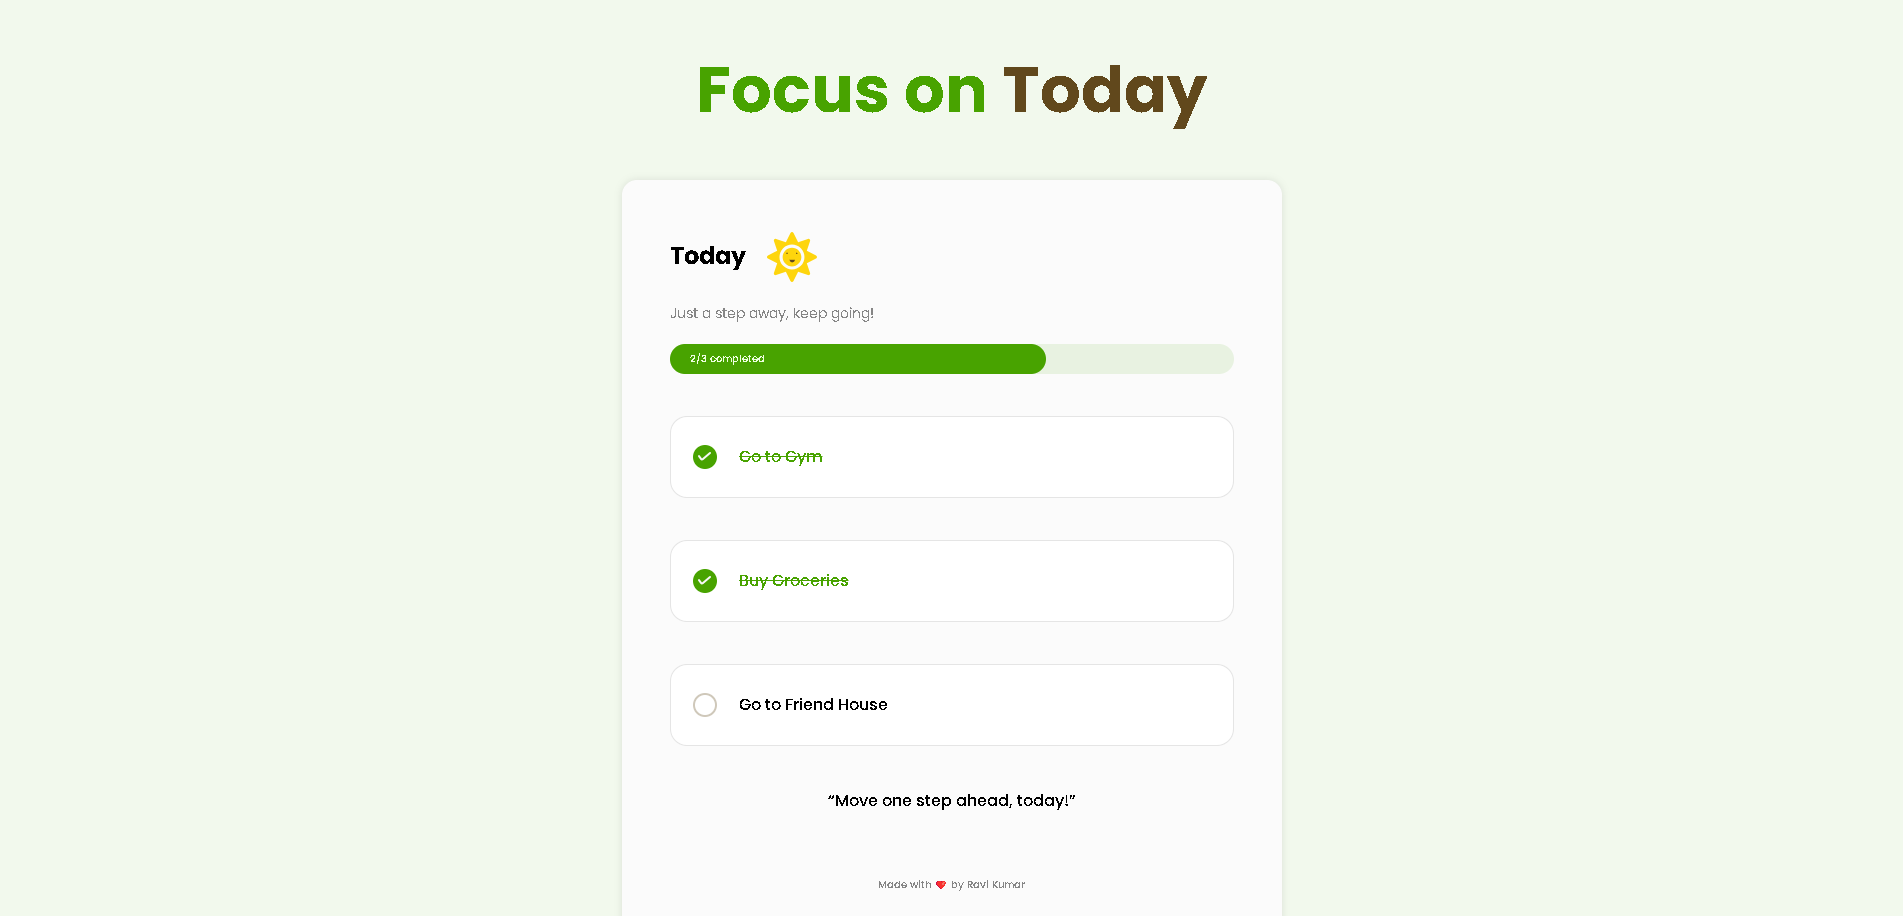 Focus on Today
Today
Just a step away, keep going!
2/3 completed
Go to Gym
Buy Groceries
Go to Friend House
“Move one step ahead, today!”
Made with ❤ by Ravi Kumar